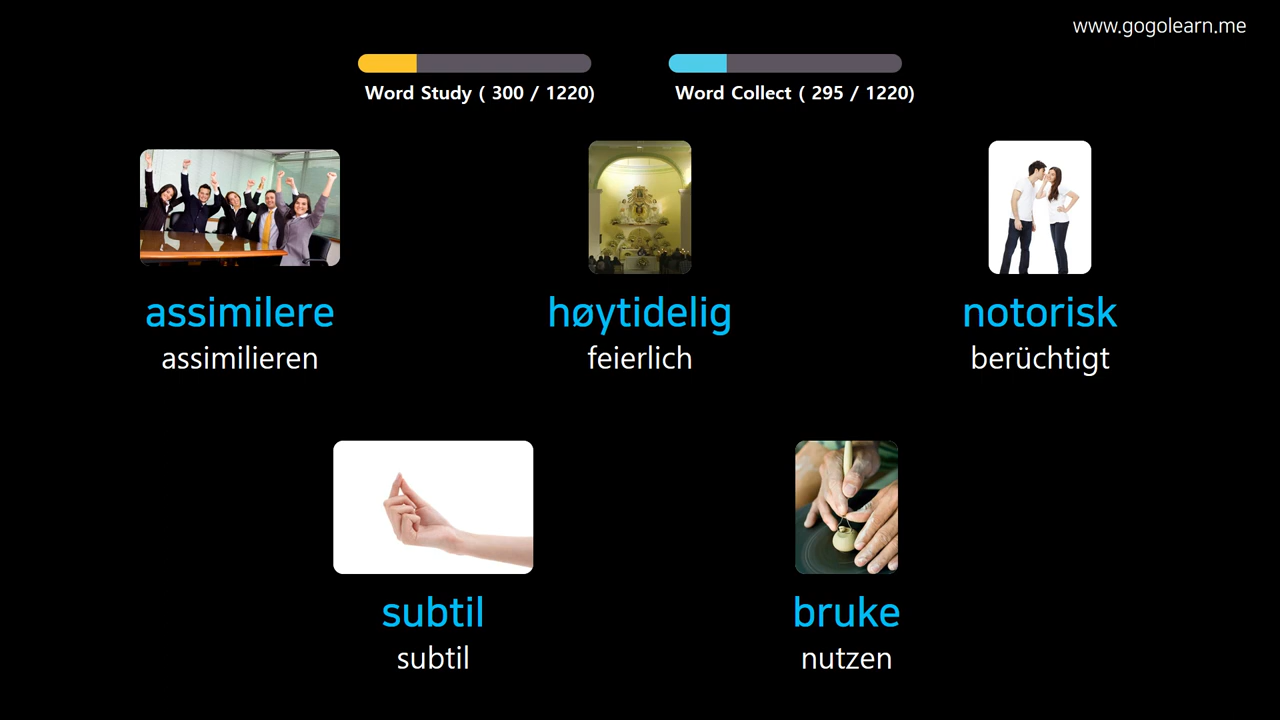 www.gogolearn.me
Word Study ( 300 / 1220)
Word Collect ( 295 / 1220)
assimilere
assimilieren
høytidelig
feierlich
notorisk
berüchtigt
subtil
subtil
bruke
nutzen